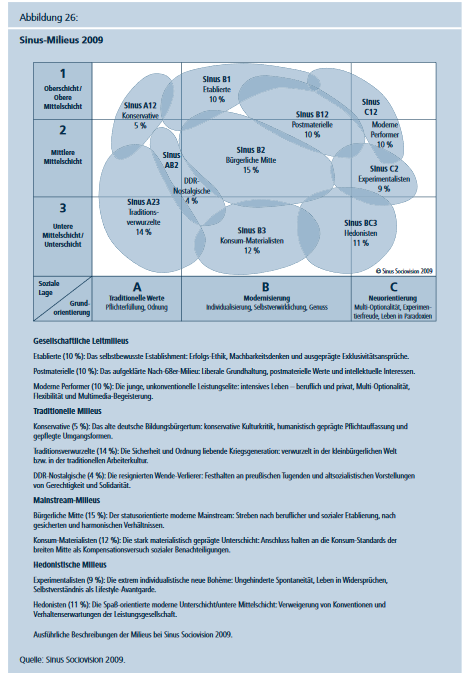 Abbildung 26:
Sinus-Milieus 2009
1
Oberschicht/
Obere
Mittelschicht
2
Mittlere
Mittelschicht
3
Untere
Mittelschicht/
Unterschicht
Sinus B1
Etablierte
10 %
Sinus A12
Konservative
5 %
Sinus B12
Postmaterielle
10 %
Sinus
C12
Moderne
Performer
10 %
Sinus
AB2
DDR-
Nostalgische
4 %
Sinus B2
Bürgerliche Mitte
15 %
Sinus C2
Experimentalisten
9 %
Sinus A23
Traditions-
verwurzelte
14 %
Sinus B3
Konsum-Materialisten
12 %
Sinus BC3
Hedonisten
11 %
© Sinus Sociovision 2009
Soziale
Lage
Grund-
orientierung
A
Traditionelle Werte
Pflichterfüllung, Odnung
B
Modernisierung
Individualisierung, Selbstverwirklichung, Genuss
C
Neuorientierung
Multi-Optionalität, Experimen-
tierfreude, Leben in Paradoxien
Gesellschaftliche Leitmilieus
Etablierte (10 %): Das selbstbewusste Establishment: Erfolgs-Ethik, Machbarkeitsdenken und ausgeprägte Exklusivitätsansprüche.
Postmaterielle (10 %): Das aufgeklärte Nach-68er-Milieu: Liberale Grundhaltung, postmaterielle Werte und intellektuelle Interessen.
Moderne Performer (10 %): Die junge, unkonventionelle Leistungselite: intensives Leben – beruflich und privat, Multi-Optionalität,
Flexibilität und Multimedia-Begeisterung.
Traditionelle Milieus
Konservative (5 %): Das alte deutsche Bildungsbürgertum: konservative Kulturkritik, humanistisch geprägte Pflichtauffassung und
gepflegte Umgangsformen.
Traditionsverwurzelte (14 %): Die Sicherheit und Ordnung liebende Kriegsgeneration: verwurzelt in der kleinbürgerlichen Welt
bzw. in der traditionellen Arbeiterkultur.
DDR-Nostalgische (4 %): Die resignierten Wende-Verlierer: Festhalten an preußischen Tugenden und altsozialistischen Vorstellungen
von Gerechtigkeit und Solidarität.
Mainstream-Milieus
Bürgerliche Mitte (15 %): Der statusorientierte moderne Mainstream: Streben nach beruflicher und sozialer Etablierung, nach
gesicherten und harmonischen Verhältnissen.
Konsum-Materialisten (12 %): Die stark materialistisch geprägte Unterschicht: Anschluss halten an die Konsum-Standards der
breiten Mitte als Kompensationsversuch sozialer Benachteiligungen.
Hedonistische Milieus
Experimentalisten (9 %): Die extrem individualistische neue Bohème: Ungehinderte Spontaneität, Leben in Widersprüchen,
Selbstverständnis als Lifestyle-Avantgarde.
Hedonisten (11 %): Die Spaß-orientierte moderne Unterschicht/untere Mittelschicht: Verweigerung von Konventionen und
Verhaltenserwartungen der Leistungsgesellschaft.
Ausführliche Beschreibungen der Milieus bei Sinus Sociovision 2009.
Quelle: Sinus Sociovision 2009.